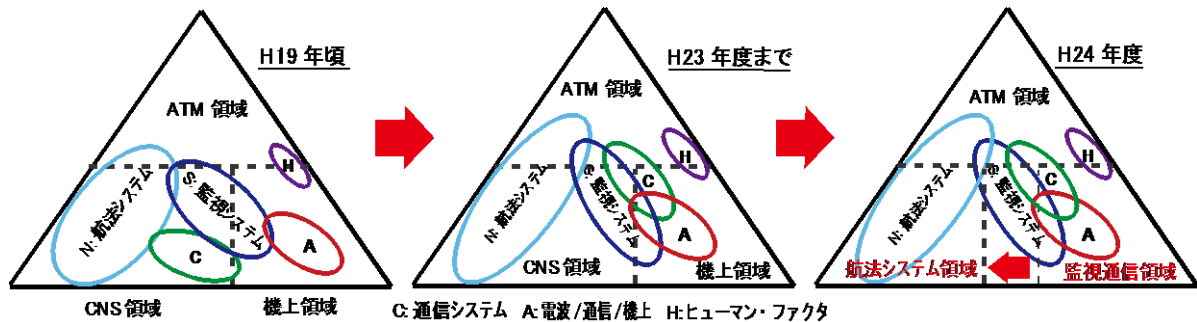 H19 年頃
ATM 領域
N: 航法システム
S: 監視システム
H
C
A
CNS 領域
機上領域
H23 年度まで
ATM 領域
N: 航法システム
S: 監視システム
H
C
A
CNS 領域
機上領域
H24 年度
ATM 領域
N: 航法システム
S: 監視システム
H
C
A
航法システム領域
監視通信領域
C: 通信システム A: 電波/通信/機上 H:ヒューマン・ファクタ